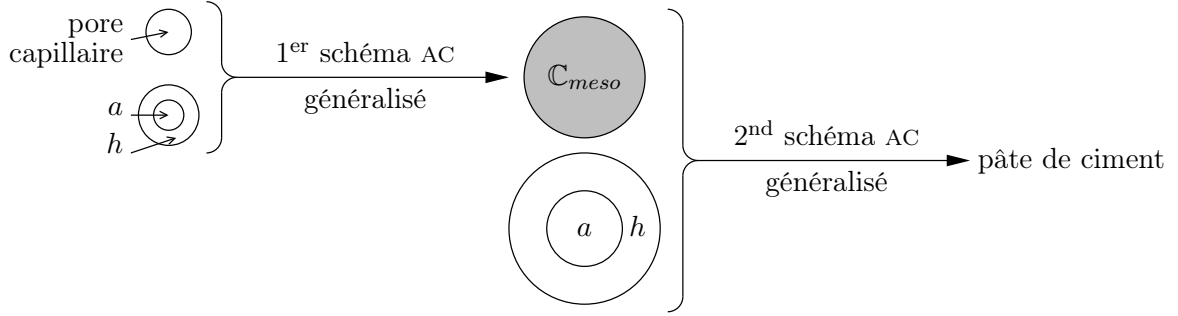 pore
capillaire
a
h
1er schéma AC
généralisé
ℂmeso
a h
2nd schéma AC
généralisé
pâte de ciment